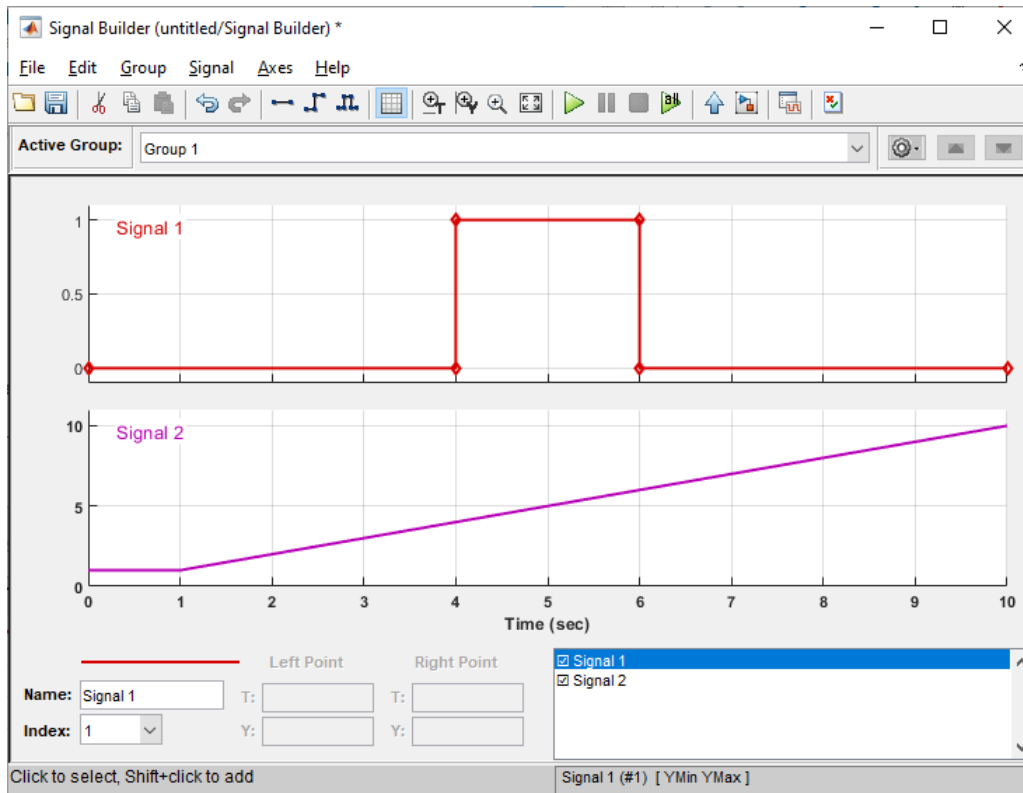 Signal Builder (untitled/Signal Builder) *
File Edit Group Signal Axes Help
Active Group: Group 1
Signal 1
1
0.5
0
Signal 2
10
5
0
0 1 2 3 4 5 6 7 8 9 10
Time (sec)
Left Point Right Point
Name: Signal 1 T: T:
Index: 1 Y: Y:
Signal 1
Signal 2
Click to select, Shift+click to add
Signal 1 (#1) [ YMin YMax ]